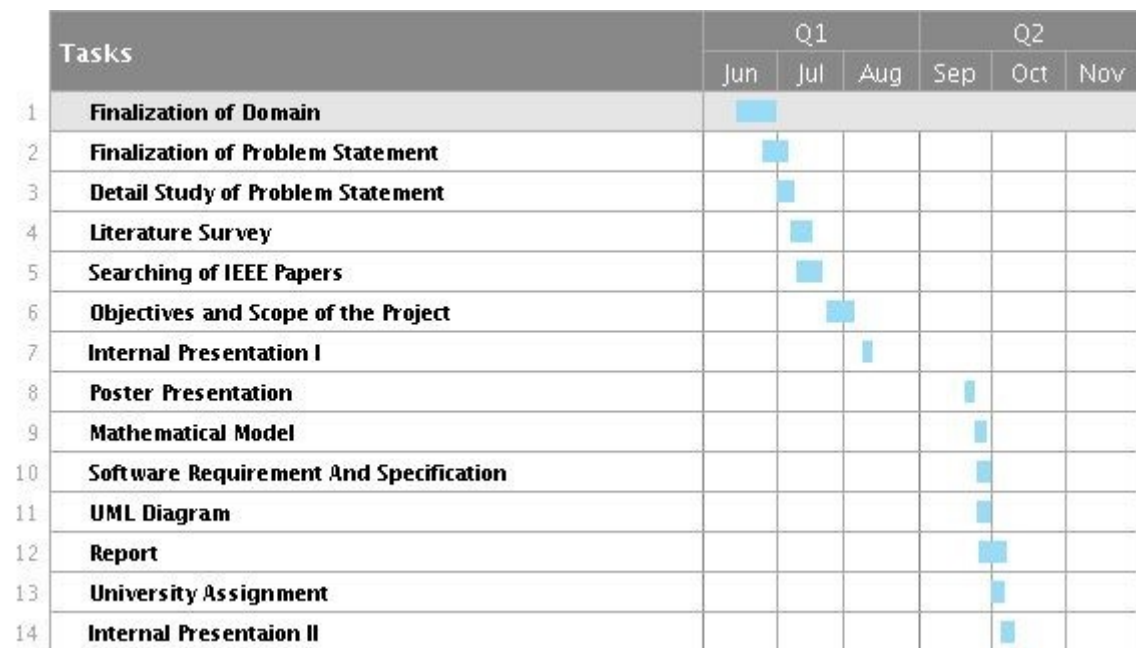 Tasks
Q1 Q2
Jun Jul Aug Sep Oct Nov
1 Finalization of Domain
2 Finalization of Problem Statement
3 Detail Study of Problem Statement
4 Literature Survey
5 Searching of IEEE Papers
6 Objectives and Scope of the Project
7 Internal Presentation I
8 Poster Presentation
9 Mathematical Model
10 Software Requirement And Specification
11 UML Diagram
12 Report
13 University Assignment
14 Internal Presentaion II